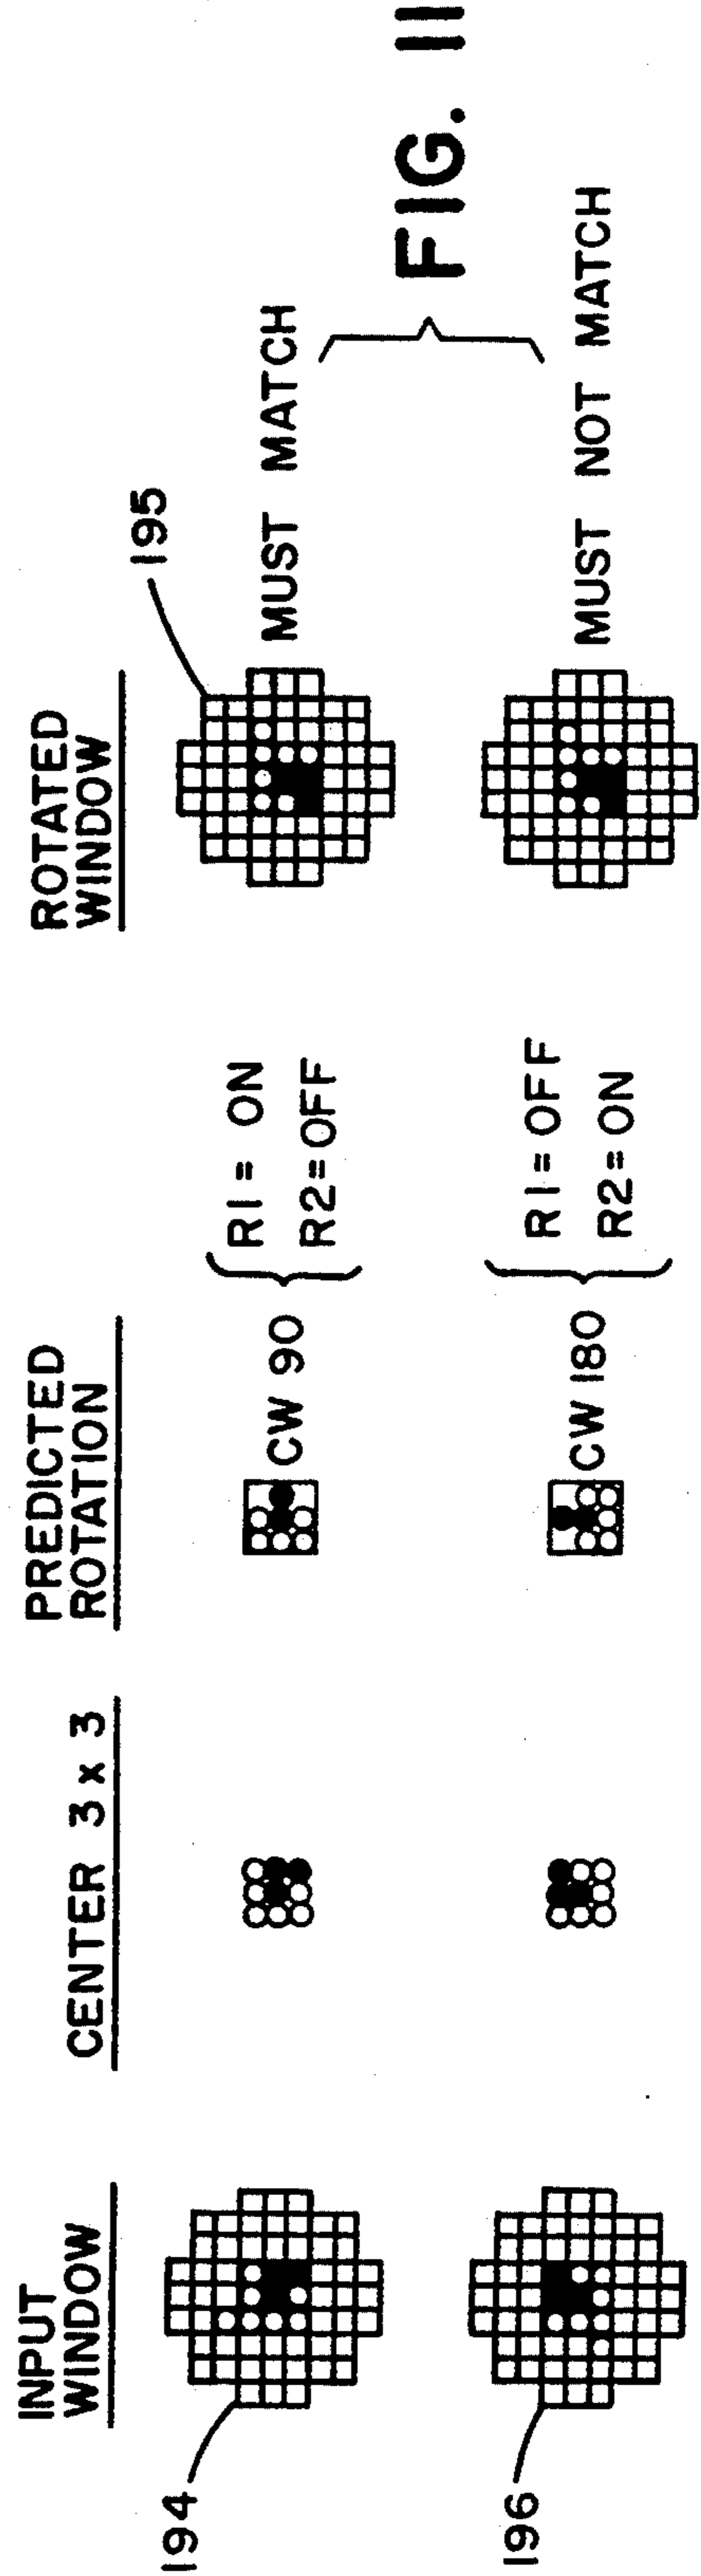 INPUT
WINDOW
CENTER 3 x 3
PREDICTED
ROTATION
ROTATED
WINDOW
194
CW 90
R1 = ON
R2=OFF
195
MUST MATCH
196
CW 180
R1=OFF
R2=ON
MUST NOT MATCH
FIG. 11